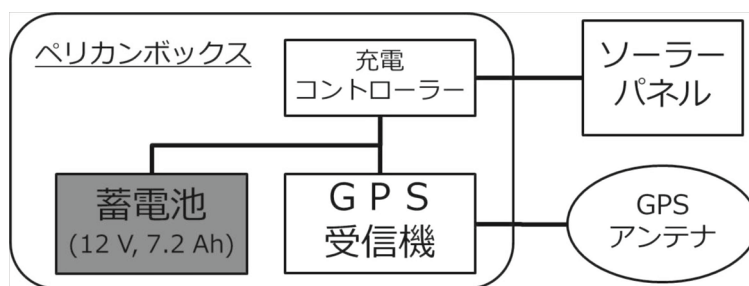 ペリカンボックス
充電
コントローラー
ソーラー
パネル
蓄電池
(12 V, 7.2 Ah)
ＧＰＳ
受信機
GPS
アンテナ